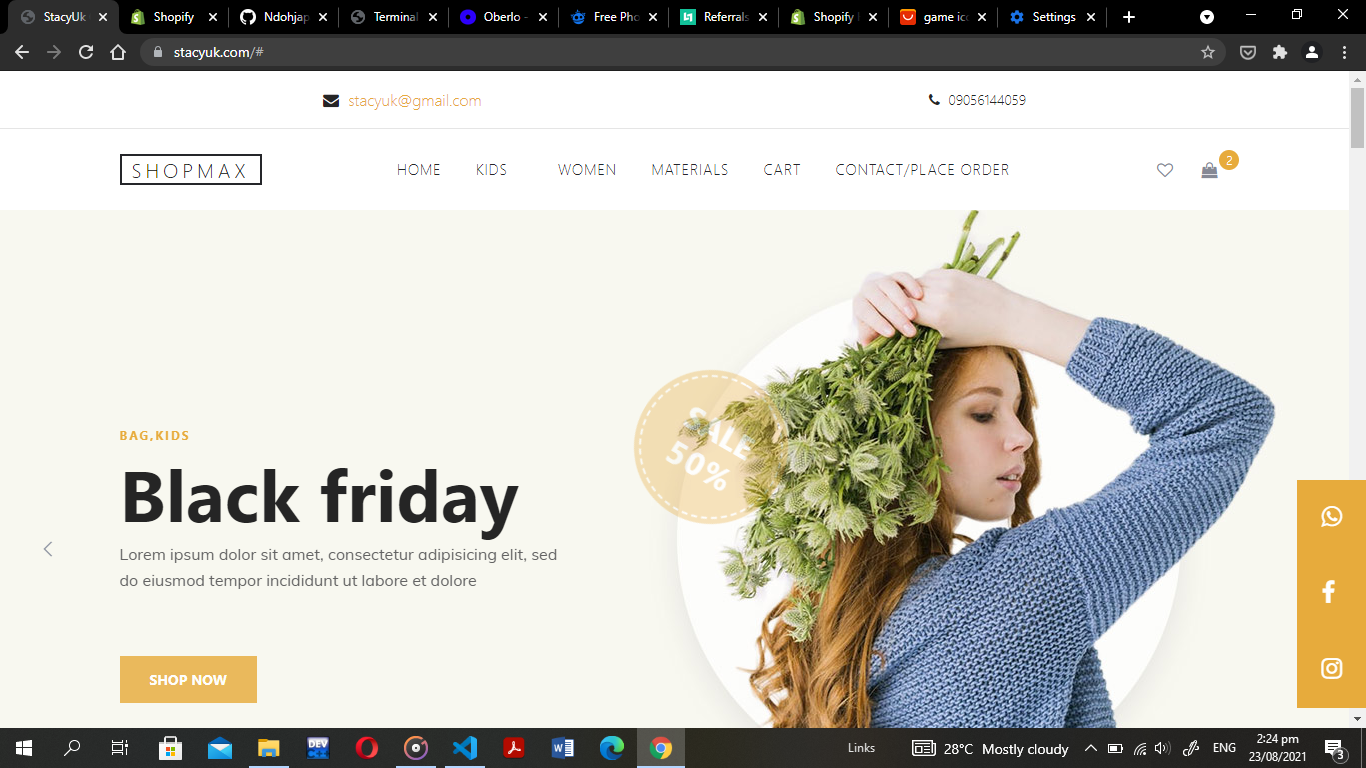 StacyUk
Shopify
Ndohjap
Terminal
Oberlo -
Free Pho
Referrals
Shopify
game ico
Settings
stacyuk.com/#
stacyuk@gmail.com
09056144059
SHOPMAX
HOME
KIDS
WOMEN
MATERIALS
CART
CONTACT/PLACE ORDER
2
SALE
50%
BAG,KIDS
Black friday
Lorem ipsum dolor sit amet, consectetur adipisicing elit, sed
do eiusmod tempor incididunt ut labore et dolore
SHOP NOW
DEV
Links
28°C Mostly cloudy
ENG
2:24 pm
23/08/2021
3